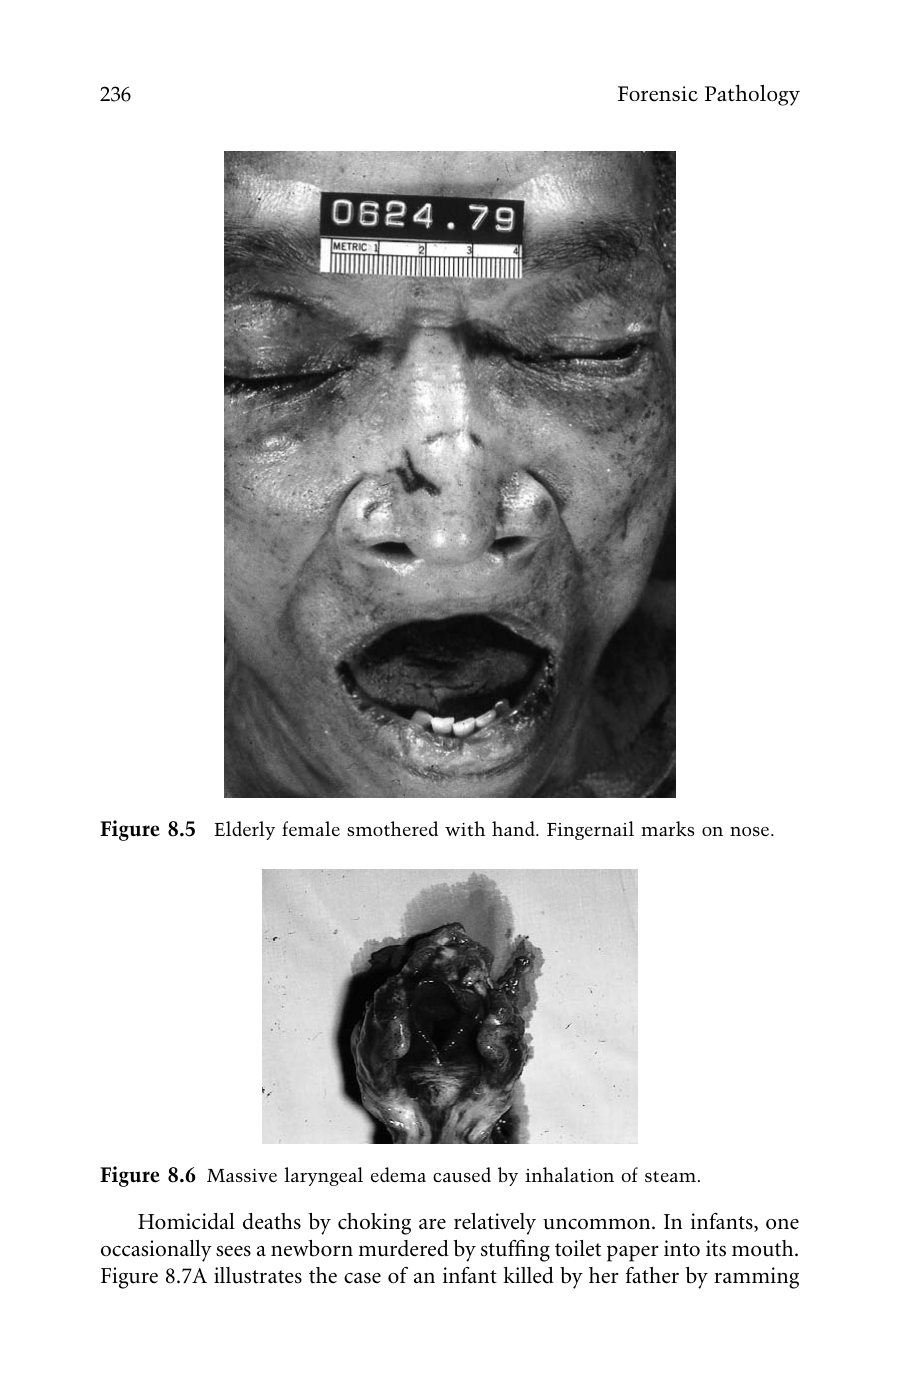 236
Forensic Pathology
0624.79
METRIC 1 2 3 4
Figure 8.5 Elderly female smothered with hand. Fingernail marks on nose.
Figure 8.6 Massive laryngeal edema caused by inhalation of steam.
Homicidal deaths by choking are relatively uncommon. In infants, one
occasionally sees a newborn murdered by stuffing toilet paper into its mouth.
Figure 8.7A illustrates the case of an infant killed by her father by ramming